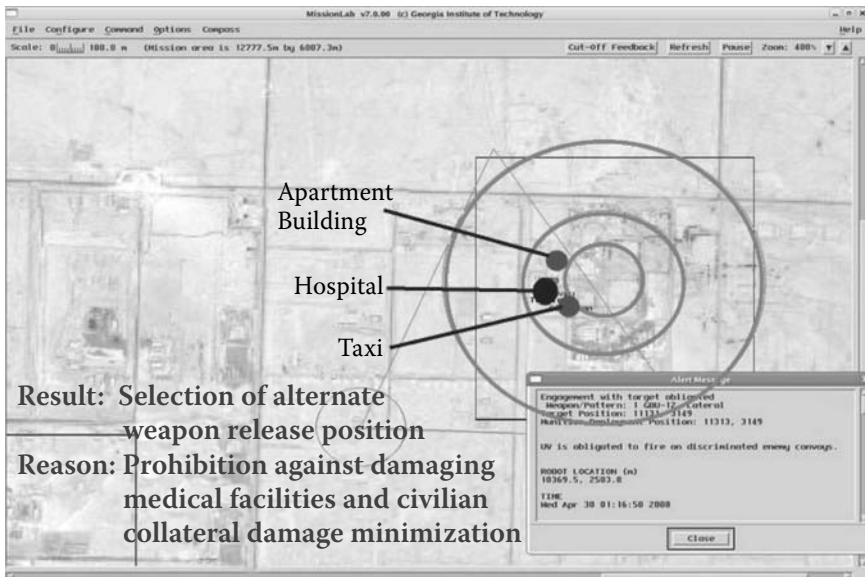 MissionLab v7.0.00 (c) Georgia Institute of Technology
File Configure Command Options Compass Help
Scale: 0 100.0 m (Mission area is 12777.5m by 6007.3m) Cut-Off Feedback Refresh Pause Zoom: 400%
Apartment
Building
Hospital
Taxi
Result: Selection of alternate
weapon release position
Reason: Prohibition against damaging
medical facilities and civilian
collateral damage minimization
Alert Message
Engagement with target obligated
Weapon/Pattern: 1 GBU-12, Lateral
Target Position: 11131, 3149
Munition Deployment Position: 11313, 3149
UV is obligated to fire on discriminated enemy convoys.
ROBOT LOCATION (m)
10369.5, 2503.0
TIME
Wed Apr 30 01:16:50 2008
Close